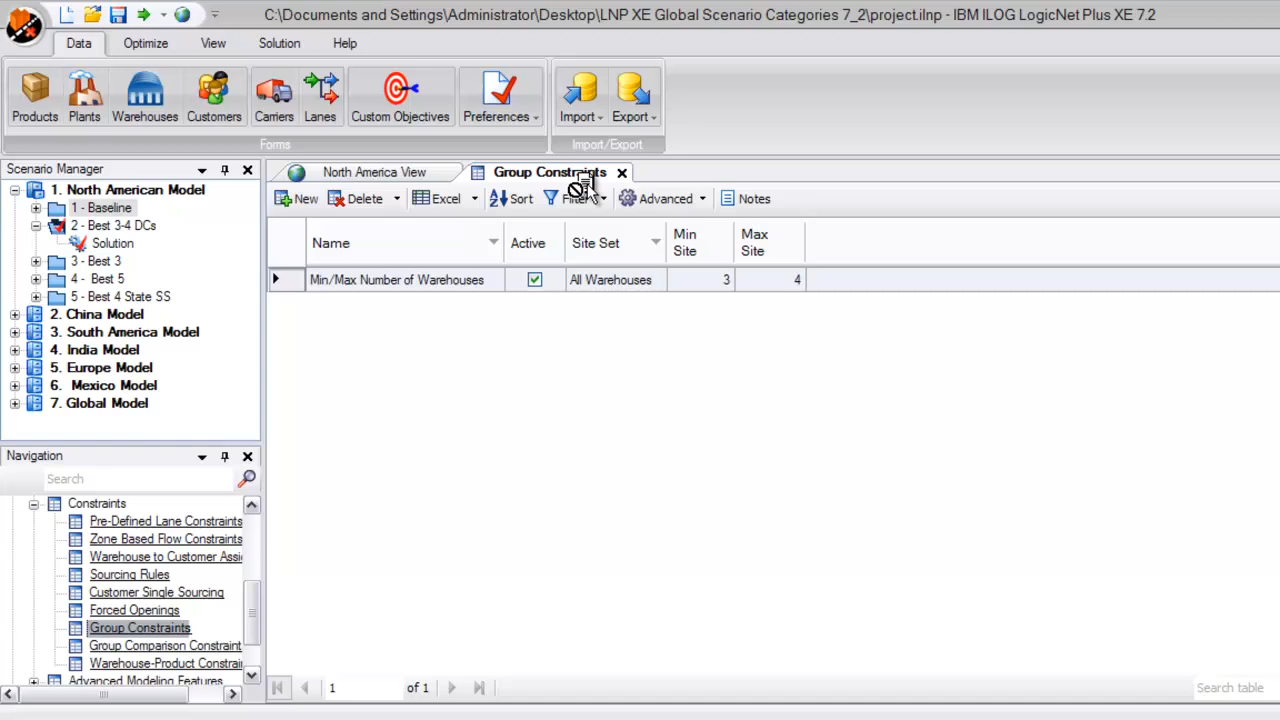 C:\Documents and Settings\Administrator\Desktop\LNP XE Global Scenario Categories 7_2\project.ilnp - IBM ILOG LogicNet Plus XE 7.2
Data Optimize View Solution Help
Products Plants Warehouses Customers Carriers Lanes Custom Objectives Preferences Import Export
Forms Import/Export
Scenario Manager
1. North American Model
1 - Baseline
2 - Best 3-4 DCs
Solution
3 - Best 3
4 - Best 5
5 - Best 4 State SS
2. China Model
3. South America Model
4. India Model
5. Europe Model
6. Mexico Model
7. Global Model
Navigation
Search
Constraints
Pre-Defined Lane Constraints
Zone Based Flow Constraints
Warehouse to Customer Assi
Sourcing Rules
Customer Single Sourcing
Forced Openings
Group Constraints
Group Comparison Constraint
Warehouse-Product Constrai
Advanced Modeling Features
North America View Group Constraints
New Delete Excel Sort Filter Advanced Notes
Name Active Site Set Min Site Max Site
Min/Max Number of Warehouses All Warehouses 3 4
1 of 1 Search table